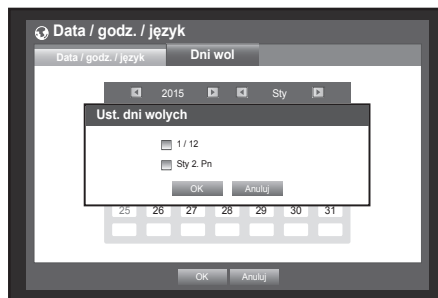 Data / godz. / język
Data / godz. / język Dni wol
2015 Sty
Ust. dni wolych
1 / 12
Sty 2. Pn
OK Anuluj
25 26 27 28 29 30 31
OK Anuluj